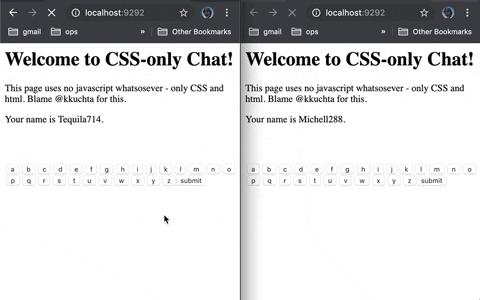 localhost:9292
localhost:9292
gmail ops » Other Bookmarks
gmail ops » Other Bookmarks
Welcome to CSS-only Chat!
This page uses no javascript whatsosever - only CSS and
html. Blame @kkuchta for this.
Your name is Tequila714.
a b c d e f g h i j k l m n o
p q r s t u v w x y z submit
Welcome to CSS-only Chat!
This page uses no javascript whatsosever - only CSS and
html. Blame @kkuchta for this.
Your name is Michell288.
a b c d e f g h i j k l m n o
p q r s t u v w x y z submit